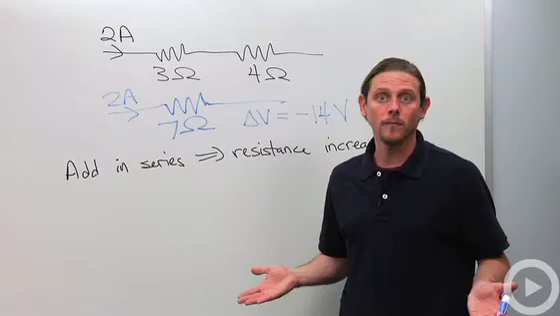 2A
3Ω 4Ω
2A
7Ω ΔV = -14V
Add in series ⇒ resistance